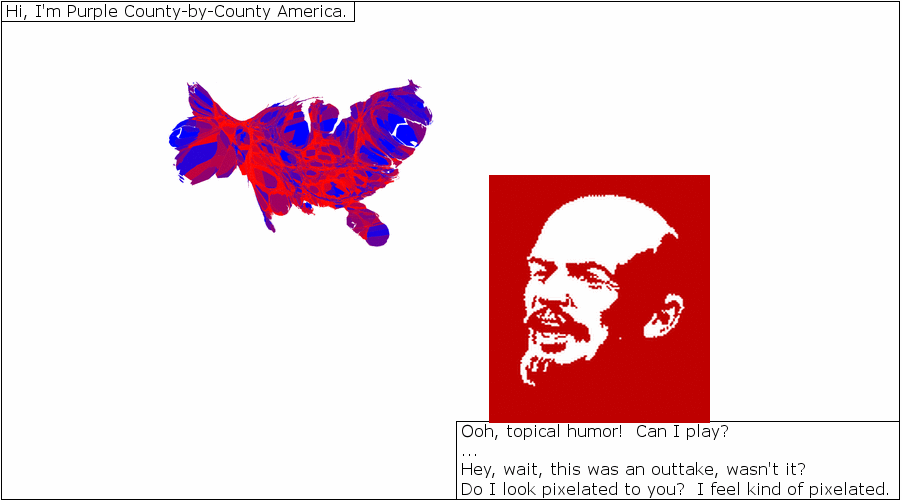 Hi, I'm Purple County-by-County America.
Ooh, topical humor!  Can I play?
...
Hey, wait, this was an outtake, wasn't it?
Do I look pixelated to you?  I feel kind of pixelated.